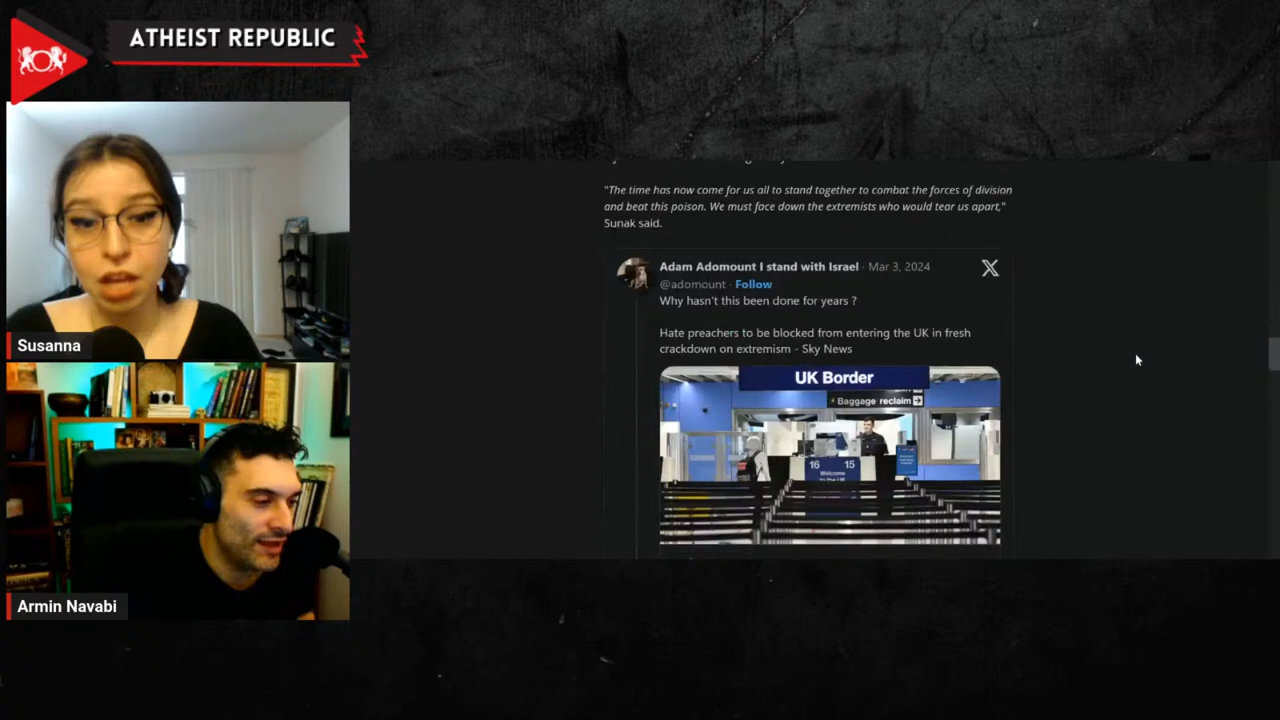 ATHEIST REPUBLIC
Susanna
Armin Navabi
"The time has now come for us all to stand together to combat the forces of division
and beat this poison. We must face down the extremists who would tear us apart,"
Sunak said.
Adam Adomount I stand with Israel · Mar 3, 2024
@adomount · Follow
Why hasn't this been done for years ?
Hate preachers to be blocked from entering the UK in fresh
crackdown on extremism - Sky News
UK Border
Baggage reclaim
16 15
Welcome
to the UK